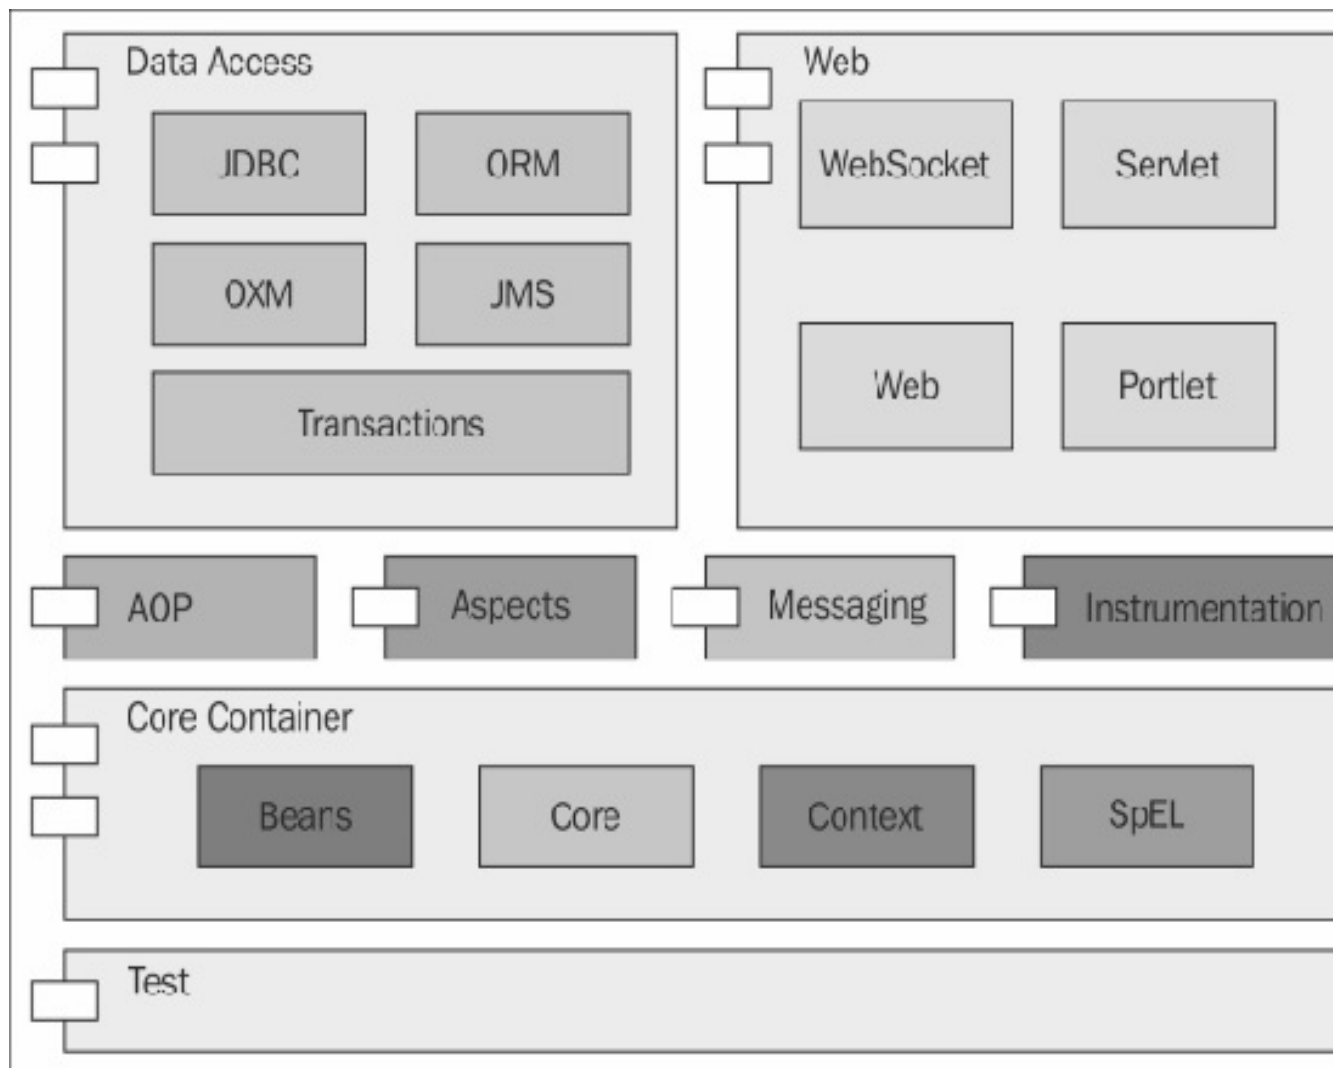 Data Access
JDBC
ORM
OXM
JMS
Transactions
Web
WebSocket
Servlet
Web
Portlet
AOP
Aspects
Messaging
Instrumentation
Core Container
Beans
Core
Context
SpEL
Test